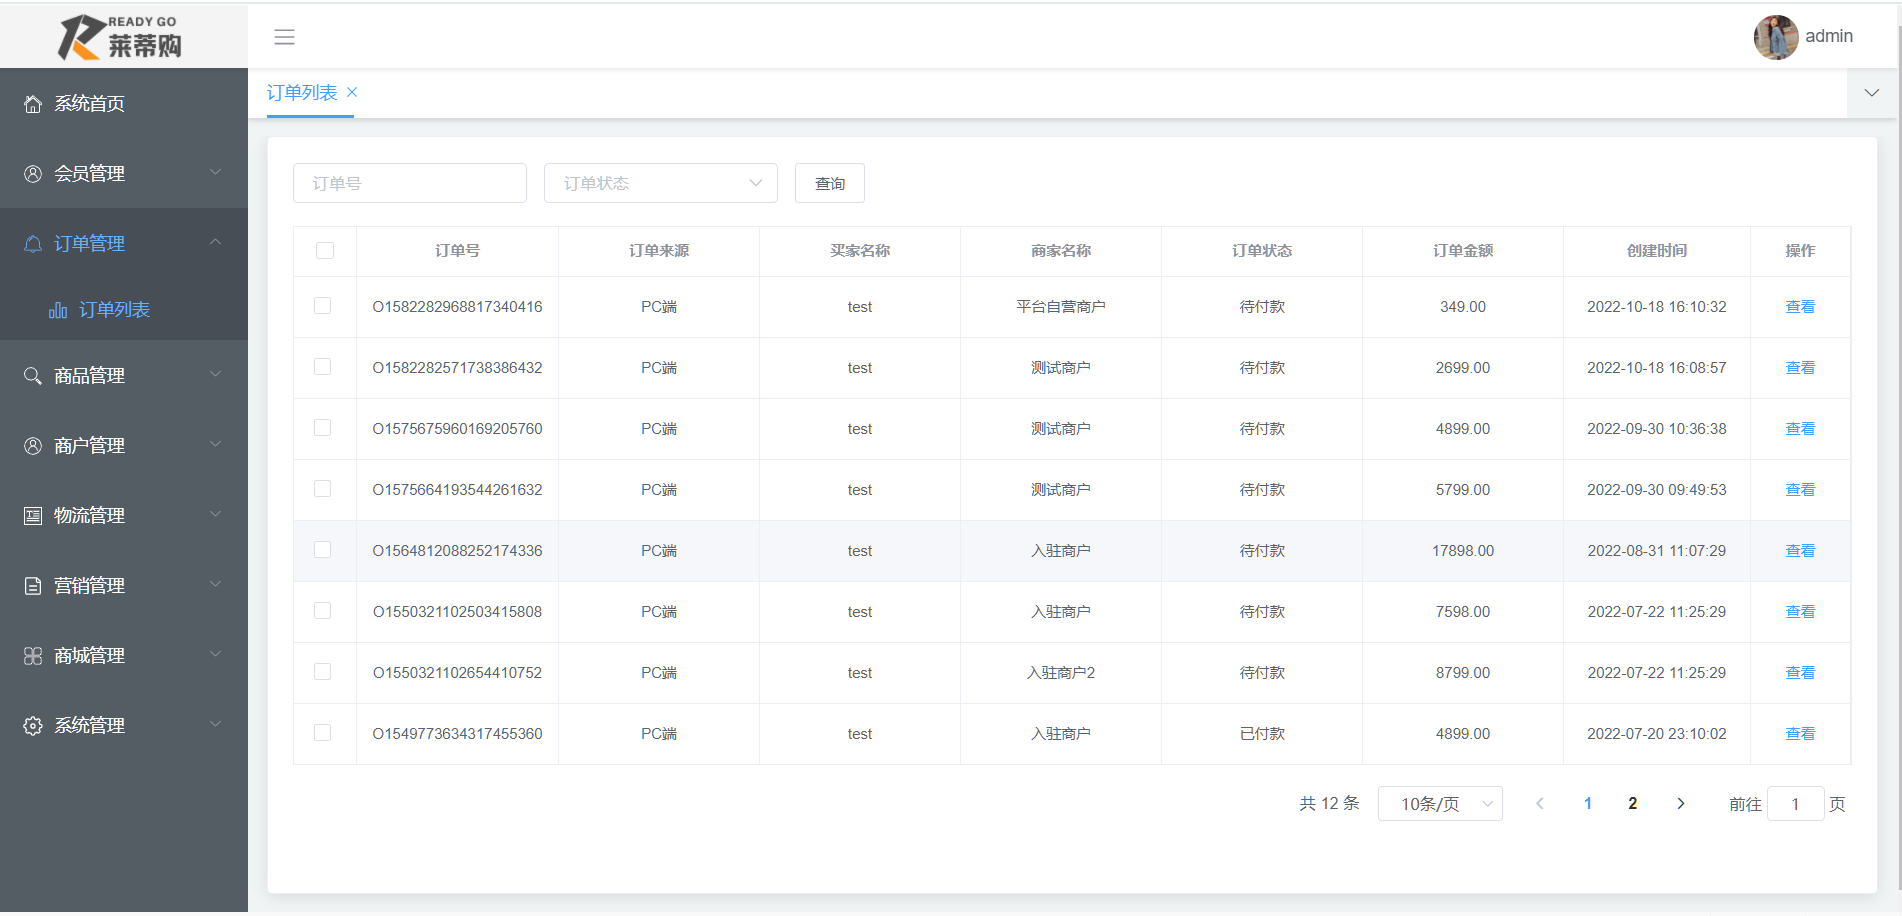 READY GO
莱蒂购
admin
系统首页
会员管理
订单管理
订单列表
商品管理
商户管理
物流管理
营销管理
商城管理
系统管理
订单列表 ×
订单号 订单状态 查询
订单号 订单来源 买家名称 商家名称 订单状态 订单金额 创建时间 操作
O1582282968817340416 PC端 test 平台自营商户 待付款 349.00 2022-10-18 16:10:32 查看
O1582282571738386432 PC端 test 测试商户 待付款 2699.00 2022-10-18 16:08:57 查看
O1575675960169205760 PC端 test 测试商户 待付款 4899.00 2022-09-30 10:36:38 查看
O1575664193544261632 PC端 test 测试商户 待付款 5799.00 2022-09-30 09:49:53 查看
O1564812088252174336 PC端 test 入驻商户 待付款 17898.00 2022-08-31 11:07:29 查看
O1550321102503415808 PC端 test 入驻商户 待付款 7598.00 2022-07-22 11:25:29 查看
O1550321102654410752 PC端 test 入驻商户2 待付款 8799.00 2022-07-22 11:25:29 查看
O1549773634317455360 PC端 test 入驻商户 已付款 4899.00 2022-07-20 23:10:02 查看
共 12 条 10条/页 1 2 前往 1 页